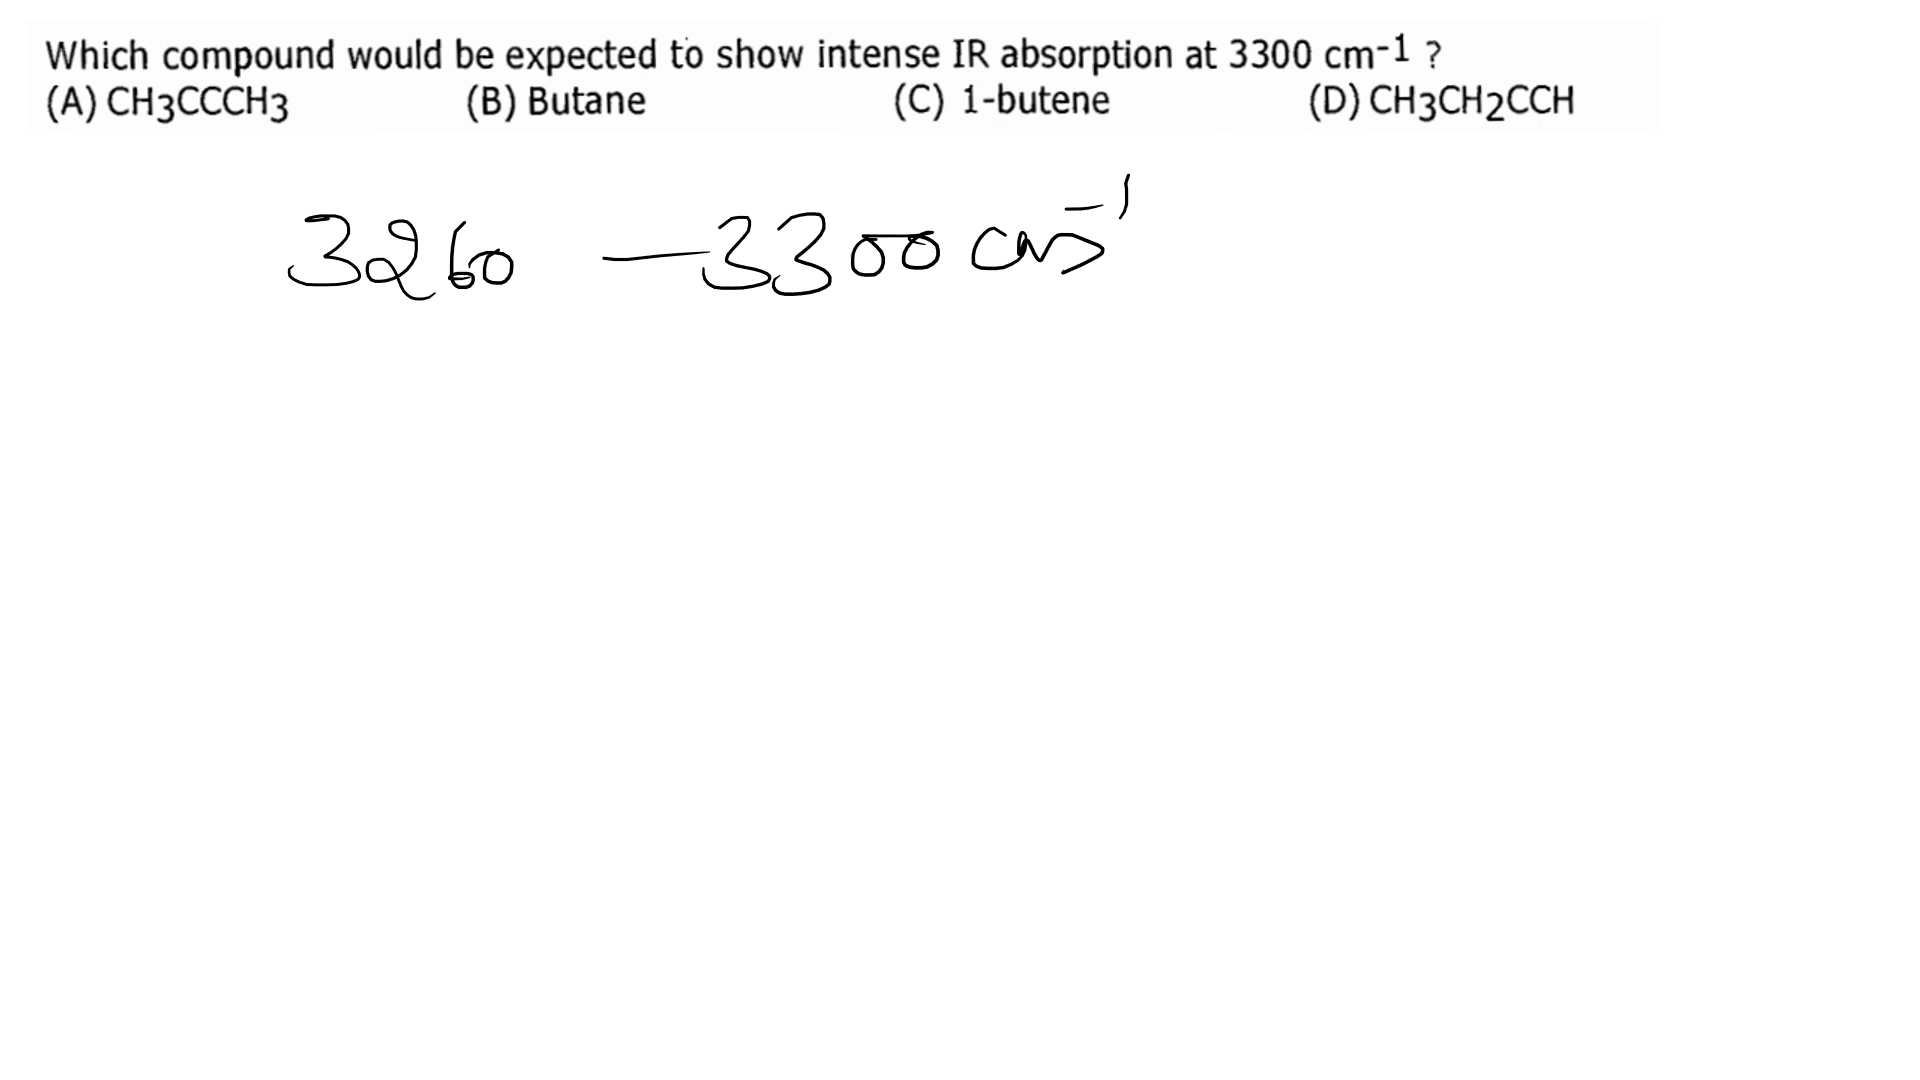 Which compound would be expected to show intense IR absorption at 3300 cm-1 ?
(A) CH3CCCH3 (B) Butane (C) 1-butene (D) CH3CH2CCH
3260 — 3300 cm-1